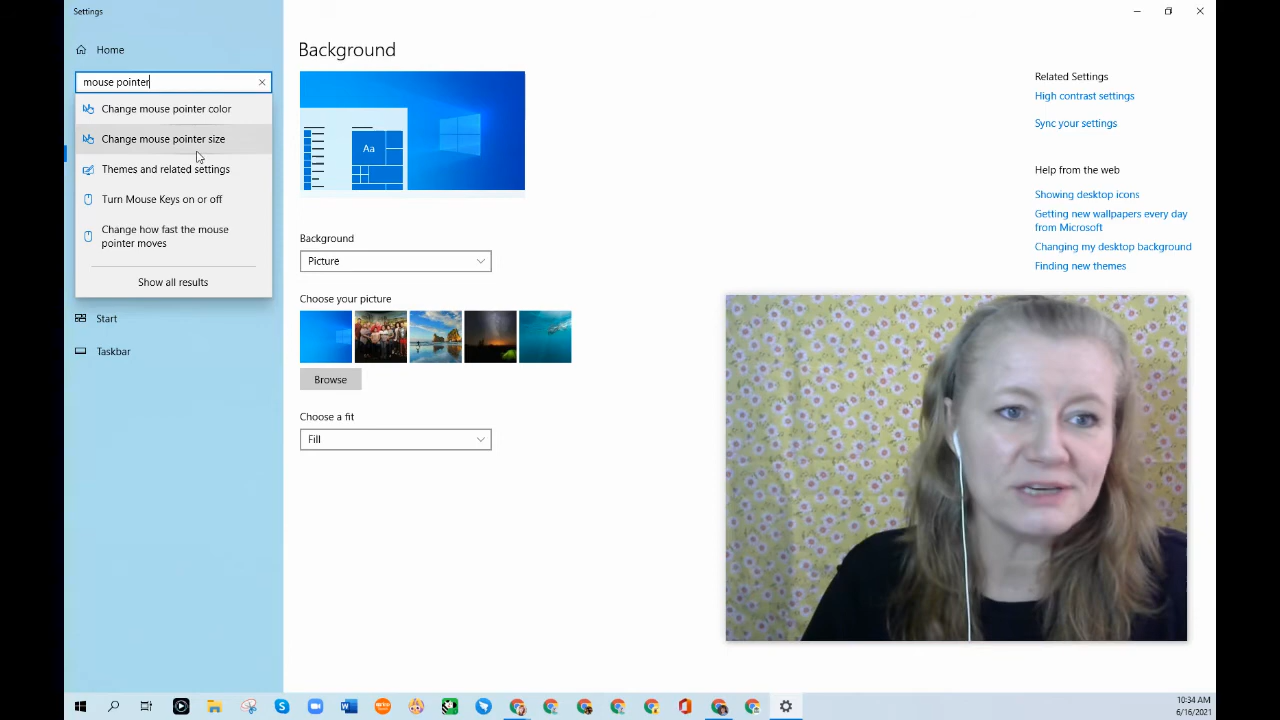 Settings
Home
mouse pointer
Change mouse pointer color
Change mouse pointer size
Themes and related settings
Turn Mouse Keys on or off
Change how fast the mouse
pointer moves
Show all results
Start
Taskbar
Background
Aa
Background
Picture
Choose your picture
Browse
Choose a fit
Fill
Related Settings
High contrast settings
Sync your settings
Help from the web
Showing desktop icons
Getting new wallpapers every day
from Microsoft
Changing my desktop background
Finding new themes
10:34 AM
6/16/2021